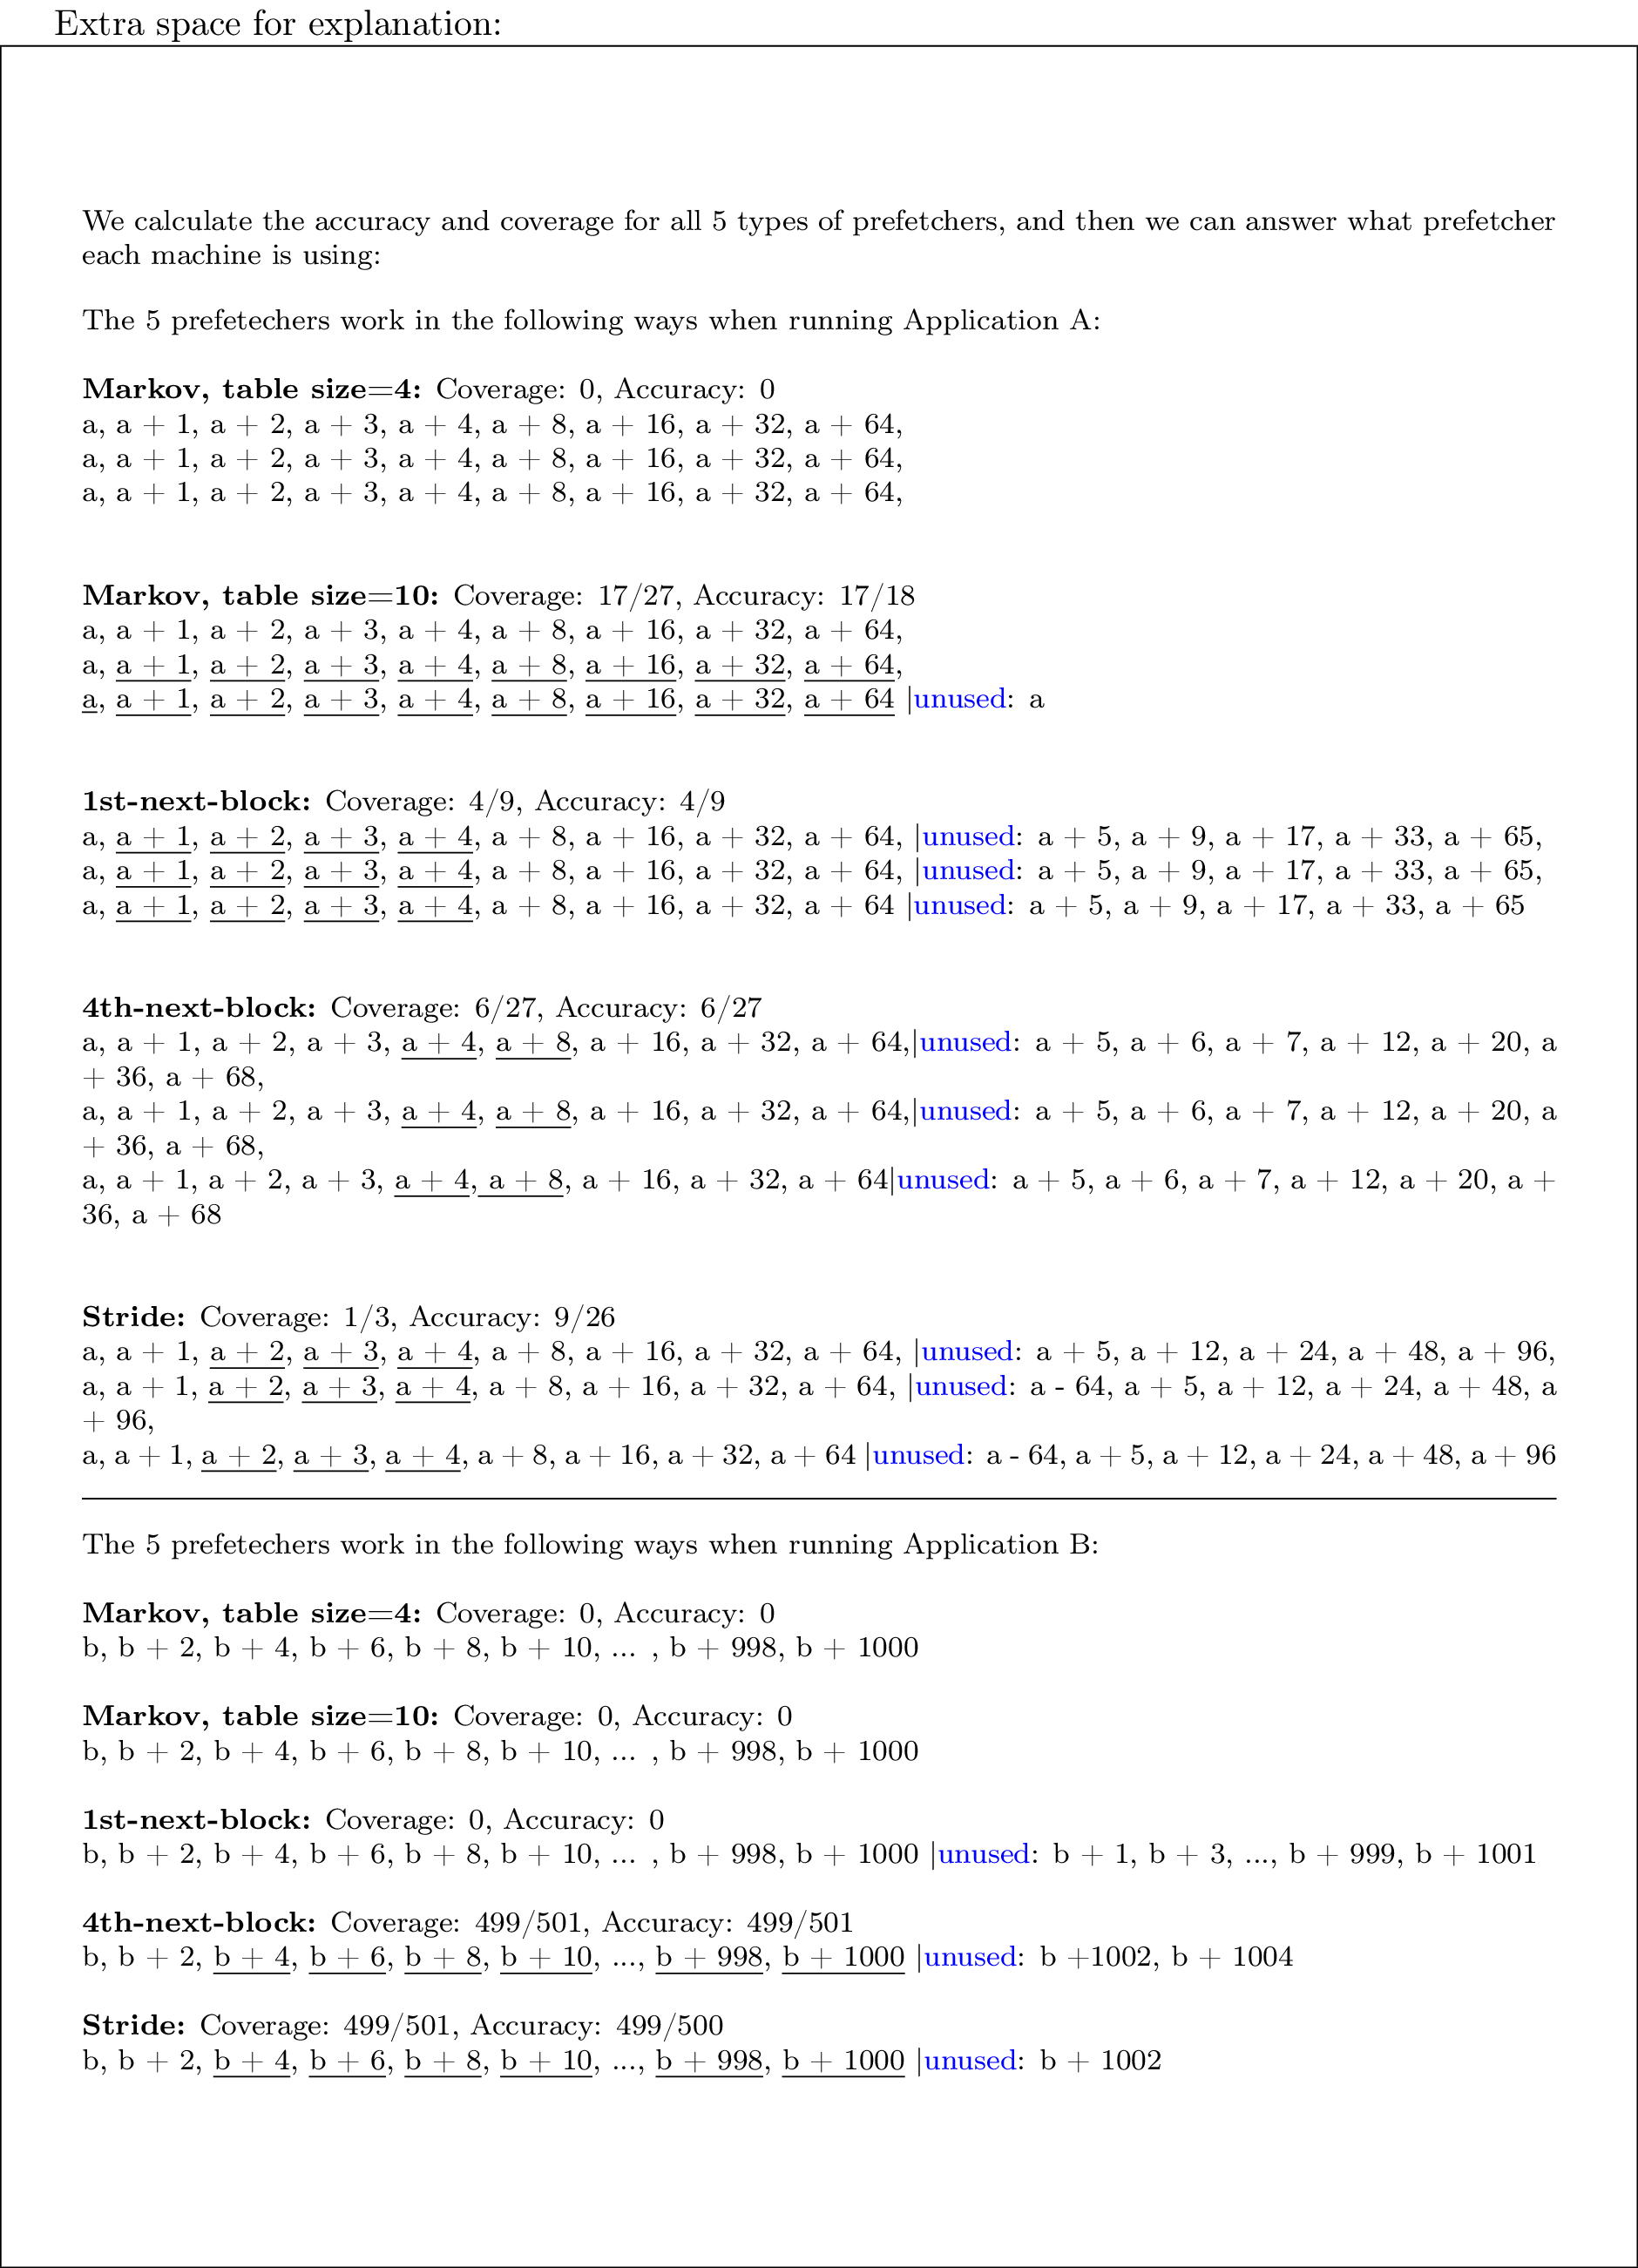 Extra space for explanation:
We calculate the accuracy and coverage for all 5 types of prefetchers, and then we can answer what prefetcher
each machine is using:
The 5 prefetechers work in the following ways when running Application A:
Markov, table size=4: Coverage: 0, Accuracy: 0
a, a + 1, a + 2, a + 3, a + 4, a + 8, a + 16, a + 32, a + 64,
a, a + 1, a + 2, a + 3, a + 4, a + 8, a + 16, a + 32, a + 64,
a, a + 1, a + 2, a + 3, a + 4, a + 8, a + 16, a + 32, a + 64,
Markov, table size=10: Coverage: 17/27, Accuracy: 17/18
a, a + 1, a + 2, a + 3, a + 4, a + 8, a + 16, a + 32, a + 64,
a, a + 1, a + 2, a + 3, a + 4, a + 8, a + 16, a + 32, a + 64,
a, a + 1, a + 2, a + 3, a + 4, a + 8, a + 16, a + 32, a + 64 |unused: a
1st-next-block: Coverage: 4/9, Accuracy: 4/9
a, a + 1, a + 2, a + 3, a + 4, a + 8, a + 16, a + 32, a + 64, |unused: a + 5, a + 9, a + 17, a + 33, a + 65,
a, a + 1, a + 2, a + 3, a + 4, a + 8, a + 16, a + 32, a + 64, |unused: a + 5, a + 9, a + 17, a + 33, a + 65,
a, a + 1, a + 2, a + 3, a + 4, a + 8, a + 16, a + 32, a + 64 |unused: a + 5, a + 9, a + 17, a + 33, a + 65
4th-next-block: Coverage: 6/27, Accuracy: 6/27
a, a + 1, a + 2, a + 3, a + 4, a + 8, a + 16, a + 32, a + 64,|unused: a + 5, a + 6, a + 7, a + 12, a + 20, a
+ 36, a + 68,
a, a + 1, a + 2, a + 3, a + 4, a + 8, a + 16, a + 32, a + 64,|unused: a + 5, a + 6, a + 7, a + 12, a + 20, a
+ 36, a + 68,
a, a + 1, a + 2, a + 3, a + 4, a + 8, a + 16, a + 32, a + 64|unused: a + 5, a + 6, a + 7, a + 12, a + 20, a +
36, a + 68
Stride: Coverage: 1/3, Accuracy: 9/26
a, a + 1, a + 2, a + 3, a + 4, a + 8, a + 16, a + 32, a + 64, |unused: a + 5, a + 12, a + 24, a + 48, a + 96,
a, a + 1, a + 2, a + 3, a + 4, a + 8, a + 16, a + 32, a + 64, |unused: a - 64, a + 5, a + 12, a + 24, a + 48, a
+ 96,
a, a + 1, a + 2, a + 3, a + 4, a + 8, a + 16, a + 32, a + 64 |unused: a - 64, a + 5, a + 12, a + 24, a + 48, a + 96
The 5 prefetechers work in the following ways when running Application B:
Markov, table size=4: Coverage: 0, Accuracy: 0
b, b + 2, b + 4, b + 6, b + 8, b + 10, ... , b + 998, b + 1000
Markov, table size=10: Coverage: 0, Accuracy: 0
b, b + 2, b + 4, b + 6, b + 8, b + 10, ... , b + 998, b + 1000
1st-next-block: Coverage: 0, Accuracy: 0
b, b + 2, b + 4, b + 6, b + 8, b + 10, ... , b + 998, b + 1000 |unused: b + 1, b + 3, ..., b + 999, b + 1001
4th-next-block: Coverage: 499/501, Accuracy: 499/501
b, b + 2, b + 4, b + 6, b + 8, b + 10, ..., b + 998, b + 1000 |unused: b +1002, b + 1004
Stride: Coverage: 499/501, Accuracy: 499/500
b, b + 2, b + 4, b + 6, b + 8, b + 10, ..., b + 998, b + 1000 |unused: b + 1002